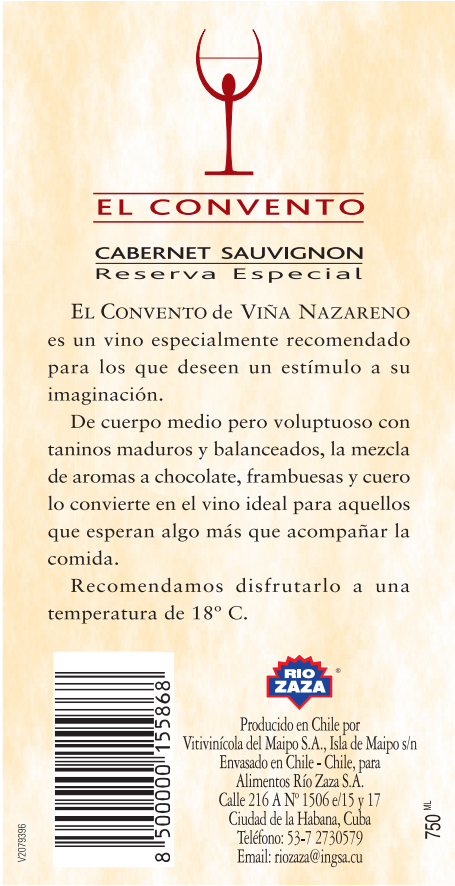 EL CONVENTO
CABERNET SAUVIGNON
Reserva Especial
EL CONVENTO de VIÑA NAZARENO
es un vino especialmente recomendado
para los que deseen un estímulo a su
imaginación.
De cuerpo medio pero voluptuoso con
taninos maduros y balanceados, la mezcla
de aromas a chocolate, frambuesas y cuero
lo convierte en el vino ideal para aquellos
que esperan algo más que acompañar la
comida.
Recomendamos disfrutarlo a una
temperatura de 18º C.
8 500000 155868
RIO
ZAZA
®
Producido en Chile por
Vitivinícola del Maipo S.A., Isla de Maipo s/n
Envasado en Chile - Chile, para
Alimentos Río Zaza S.A.
Calle 216 A Nº 1506 e/15 y 17
Ciudad de la Habana, Cuba
Teléfono: 53-7 2730579
Email: riozaza@ingsa.cu
750 ML
V2079396